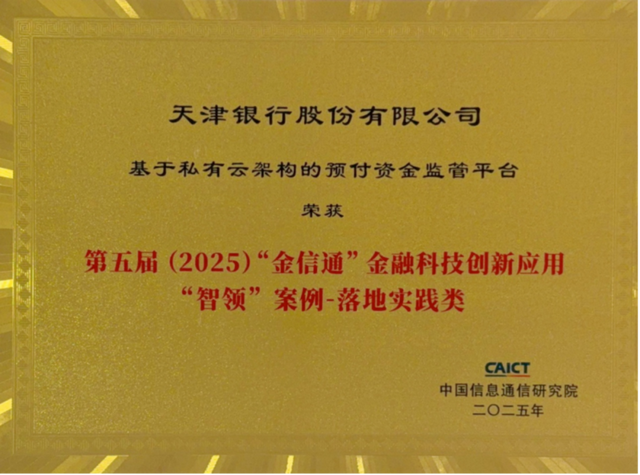 天津银行股份有限公司
基于私有云架构的预付资金监管平台
荣获
第五届（2025）“金信通”金融科技创新应用
“智领”案例-落地实践类
CAICT
中国信息通信研究院
二〇二五年